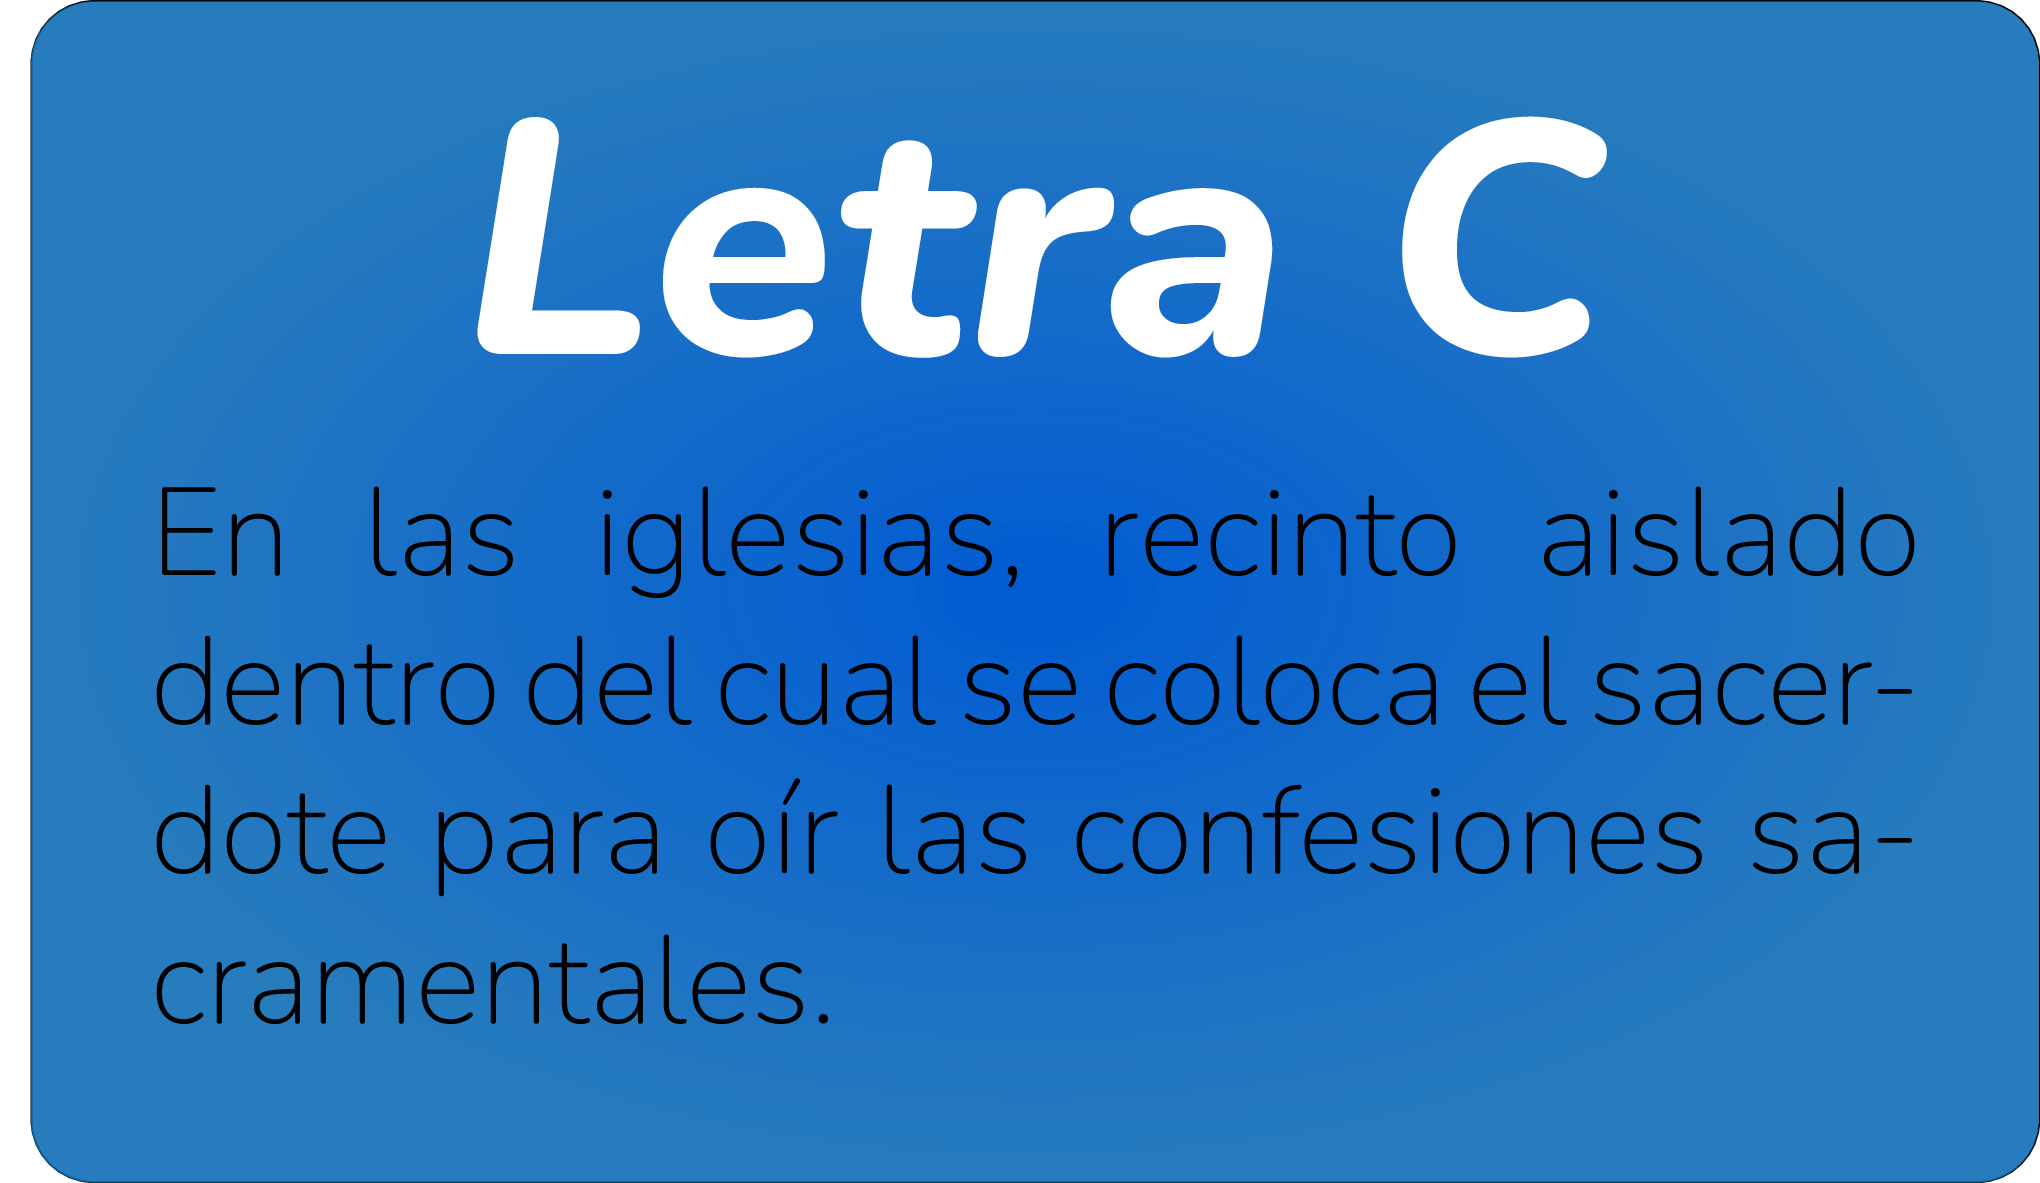 Letra C
En las iglesias, recinto aislado
dentro del cual se coloca el sacer-
dote para oír las confesiones sa-
cramentales.